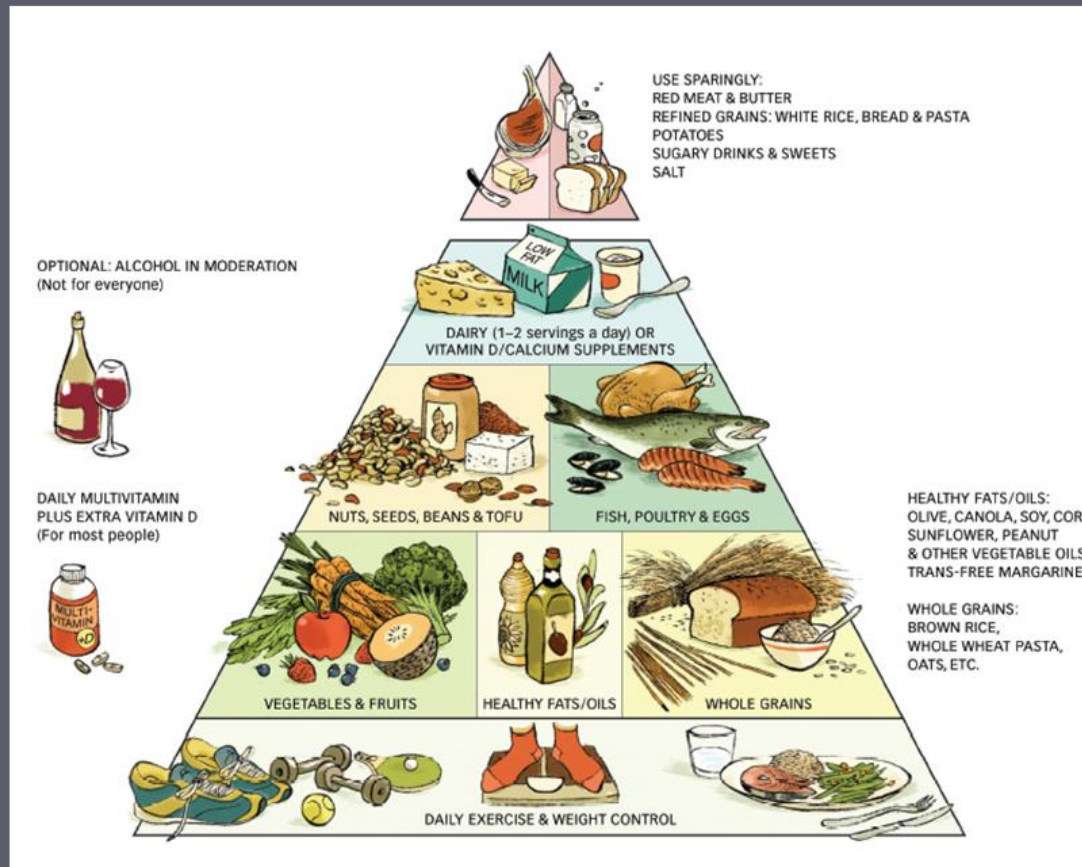 USE SPARINGLY:
RED MEAT & BUTTER
REFINED GRAINS: WHITE RICE, BREAD & PASTA
POTATOES
SUGARY DRINKS & SWEETS
SALT
OPTIONAL: ALCOHOL IN MODERATION
(Not for everyone)
LOW
FAT
MILK
DAIRY (1–2 servings a day) OR
VITAMIN D/CALCIUM SUPPLEMENTS
DAILY MULTIVITAMIN
PLUS EXTRA VITAMIN D
(For most people)
MULTI-
VITAMIN
+D
NUTS, SEEDS, BEANS & TOFU
FISH, POULTRY & EGGS
HEALTHY FATS/OILS:
OLIVE, CANOLA, SOY, COR
SUNFLOWER, PEANUT
& OTHER VEGETABLE OILS
TRANS-FREE MARGARINE
WHOLE GRAINS:
BROWN RICE,
WHOLE WHEAT PASTA,
OATS, ETC.
VEGETABLES & FRUITS
HEALTHY FATS/OILS
WHOLE GRAINS
DAILY EXERCISE & WEIGHT CONTROL